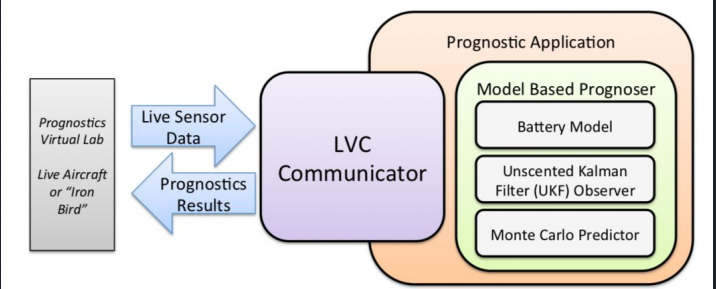 Prognostics
Virtual Lab
Live Aircraft
or "Iron
Bird"
Live Sensor
Data
Prognostics
Results
LVC
Communicator
Prognostic Application
Model Based Prognoser
Battery Model
Unscented Kalman
Filter (UKF) Observer
Monte Carlo Predictor